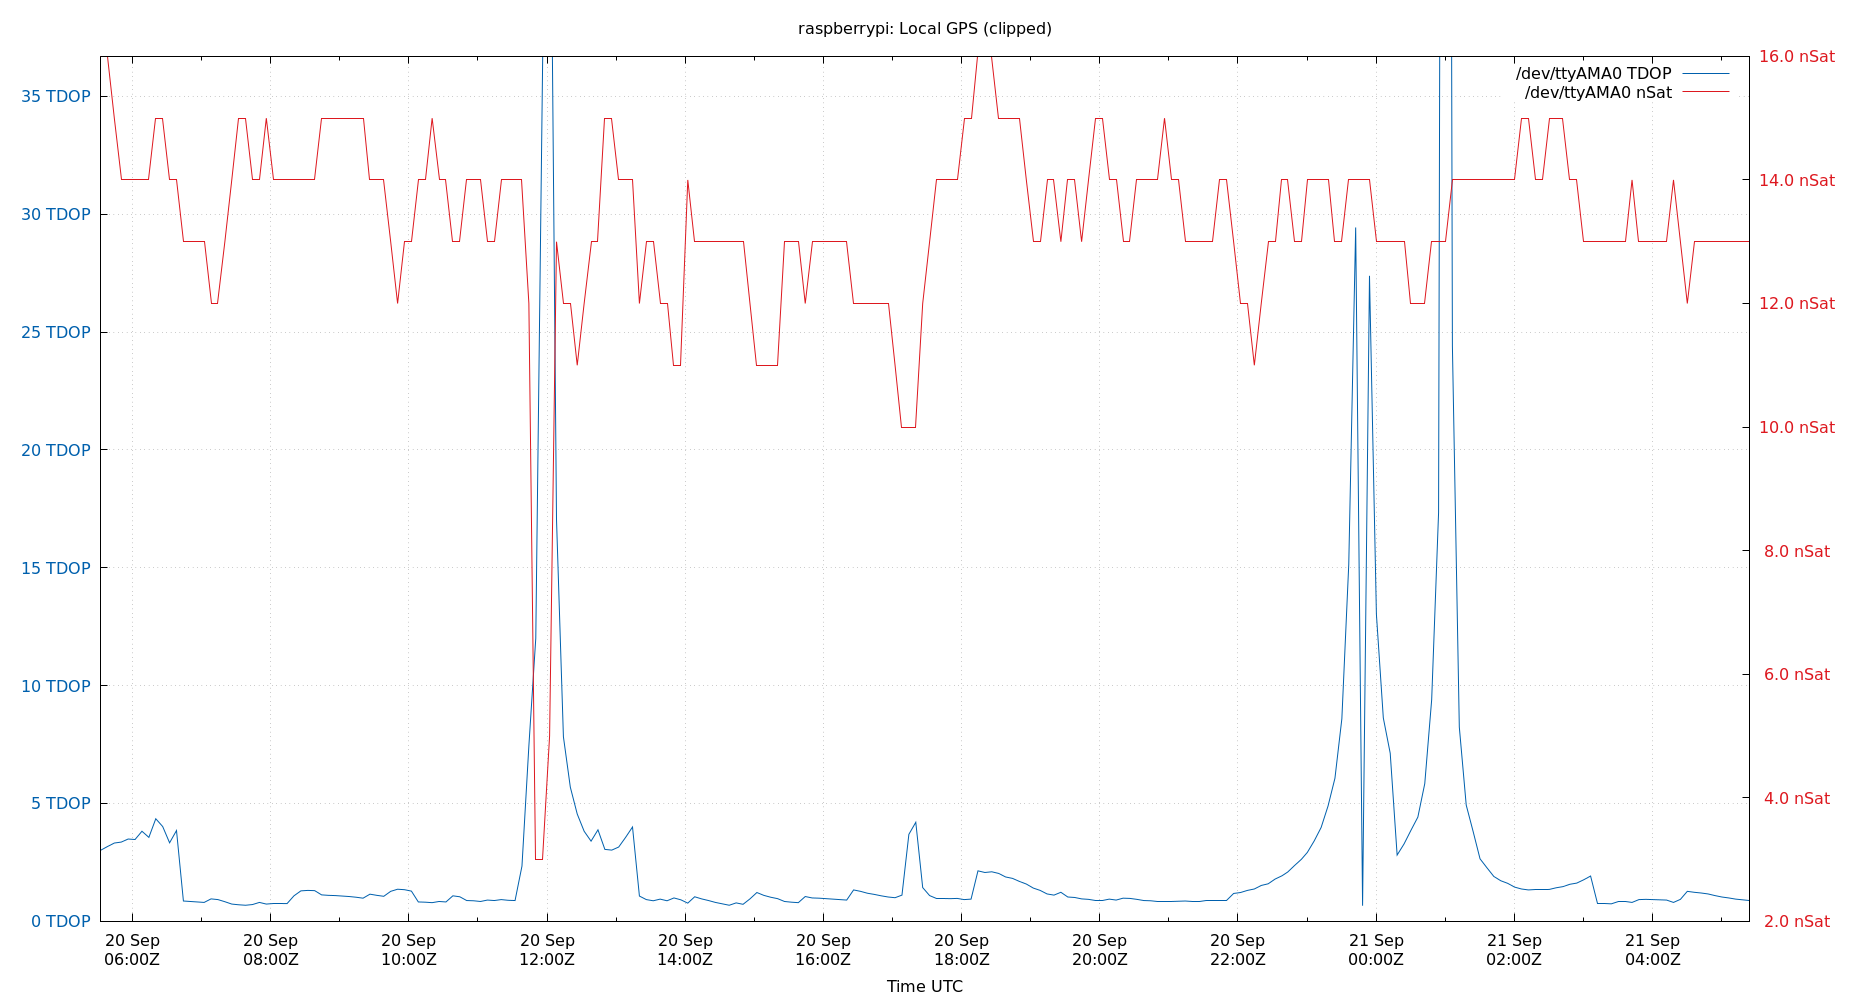 raspberrypi: Local GPS (clipped)
/dev/ttyAMA0 TDOP
/dev/ttyAMA0 nSat
35 TDOP
30 TDOP
25 TDOP
20 TDOP
15 TDOP
10 TDOP
5 TDOP
0 TDOP
16.0 nSat
14.0 nSat
12.0 nSat
10.0 nSat
8.0 nSat
6.0 nSat
4.0 nSat
2.0 nSat
20 Sep 06:00Z
20 Sep 08:00Z
20 Sep 10:00Z
20 Sep 12:00Z
20 Sep 14:00Z
20 Sep 16:00Z
20 Sep 18:00Z
20 Sep 20:00Z
20 Sep 22:00Z
21 Sep 00:00Z
21 Sep 02:00Z
21 Sep 04:00Z
Time UTC